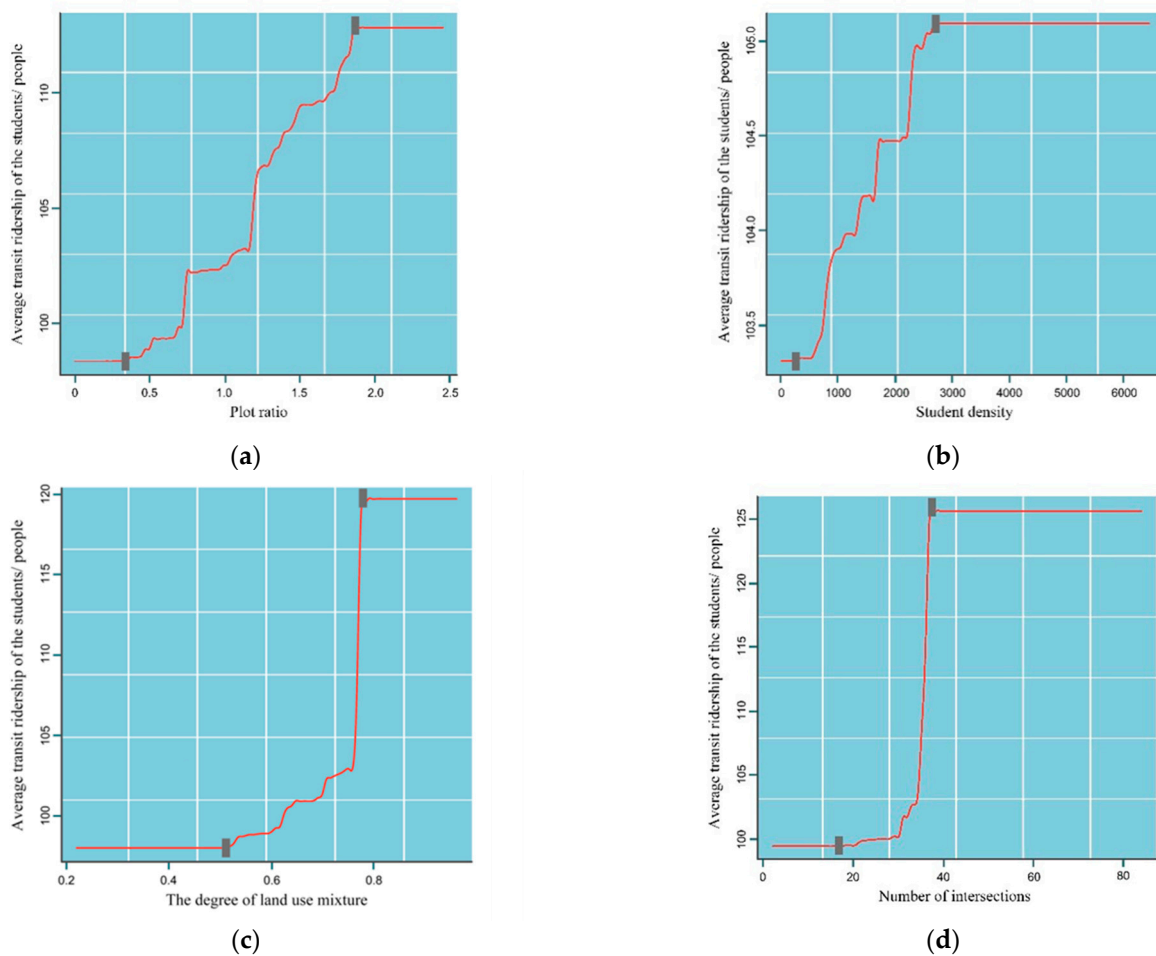 Average transit ridership of the students/ people
110
105
100
0 0.5 1.0 1.5 2.0 2.5
Plot ratio
(a)
Average transit ridership of the students/ people
105.0
104.5
104.0
103.5
0 1000 2000 3000 4000 5000 6000
Student density
(b)
Average transit ridership of the students/ people
120
115
110
105
100
0.2 0.4 0.6 0.8
The degree of land use mixture
(c)
Average transit ridership of the students/ people
125
120
115
110
105
100
0 20 40 60 80
Number of intersections
(d)